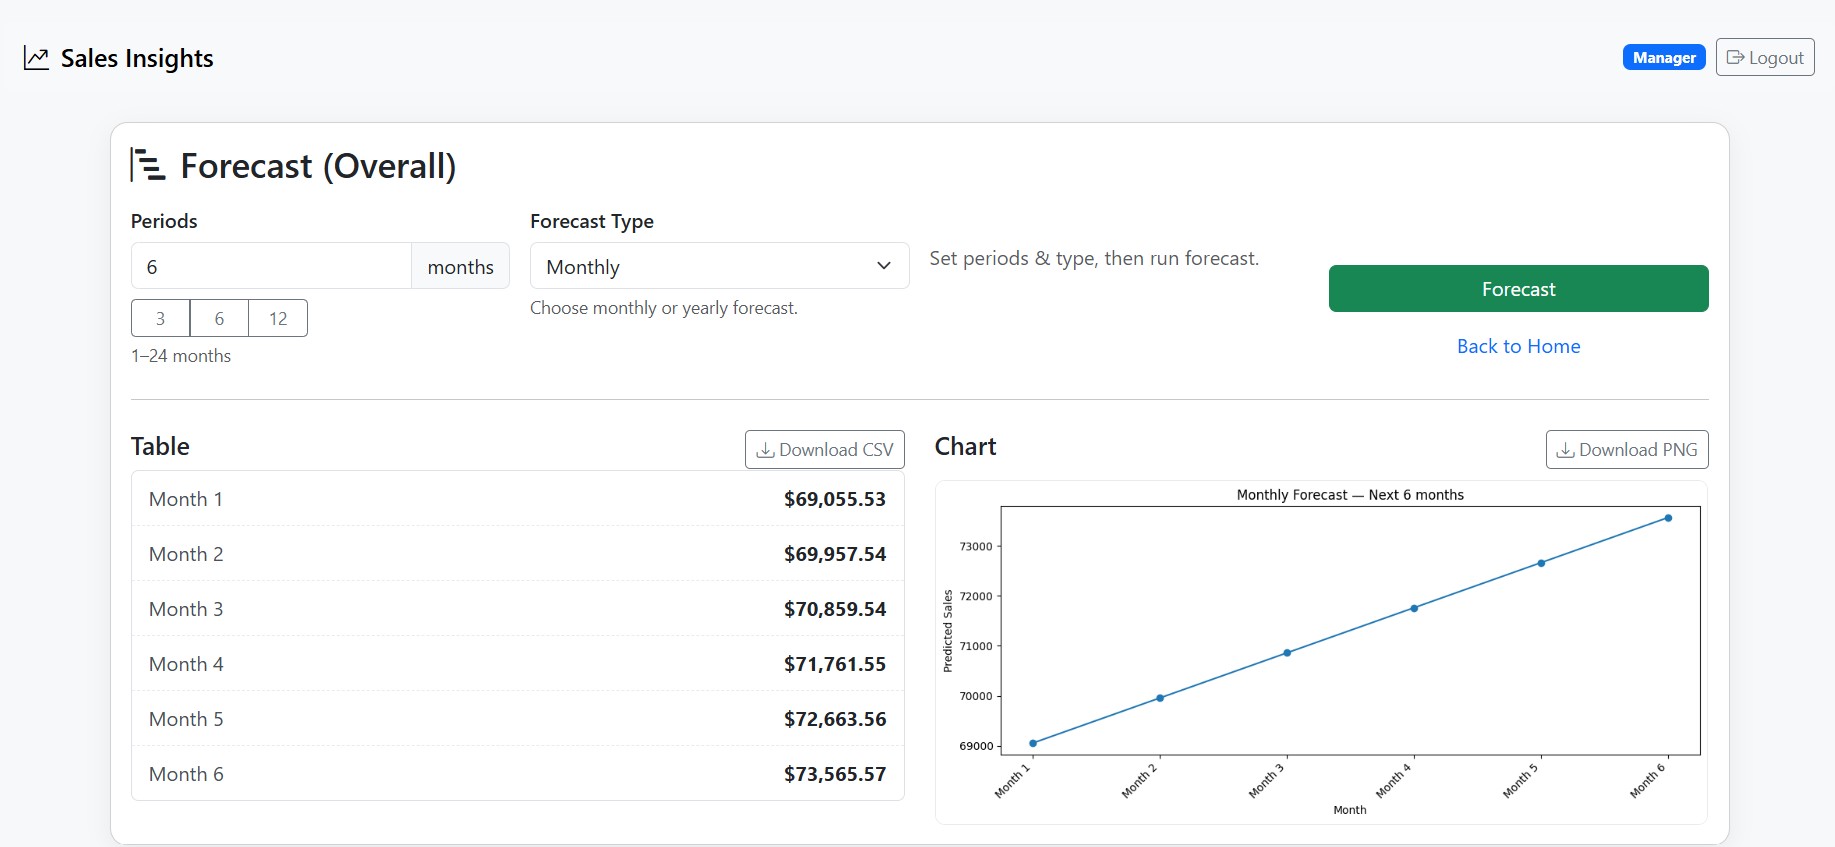 Sales Insights
Manager
Logout
Forecast (Overall)
Periods
6
months
3
6
12
1–24 months
Forecast Type
Monthly
Choose monthly or yearly forecast.
Set periods & type, then run forecast.
Forecast
Back to Home
Table
Download CSV
Month 1 $69,055.53
Month 2 $69,957.54
Month 3 $70,859.54
Month 4 $71,761.55
Month 5 $72,663.56
Month 6 $73,565.57
Chart
Download PNG
Monthly Forecast — Next 6 months
Predicted Sales
73000
72000
71000
70000
69000
Month 1
Month 2
Month 3
Month 4
Month 5
Month 6
Month